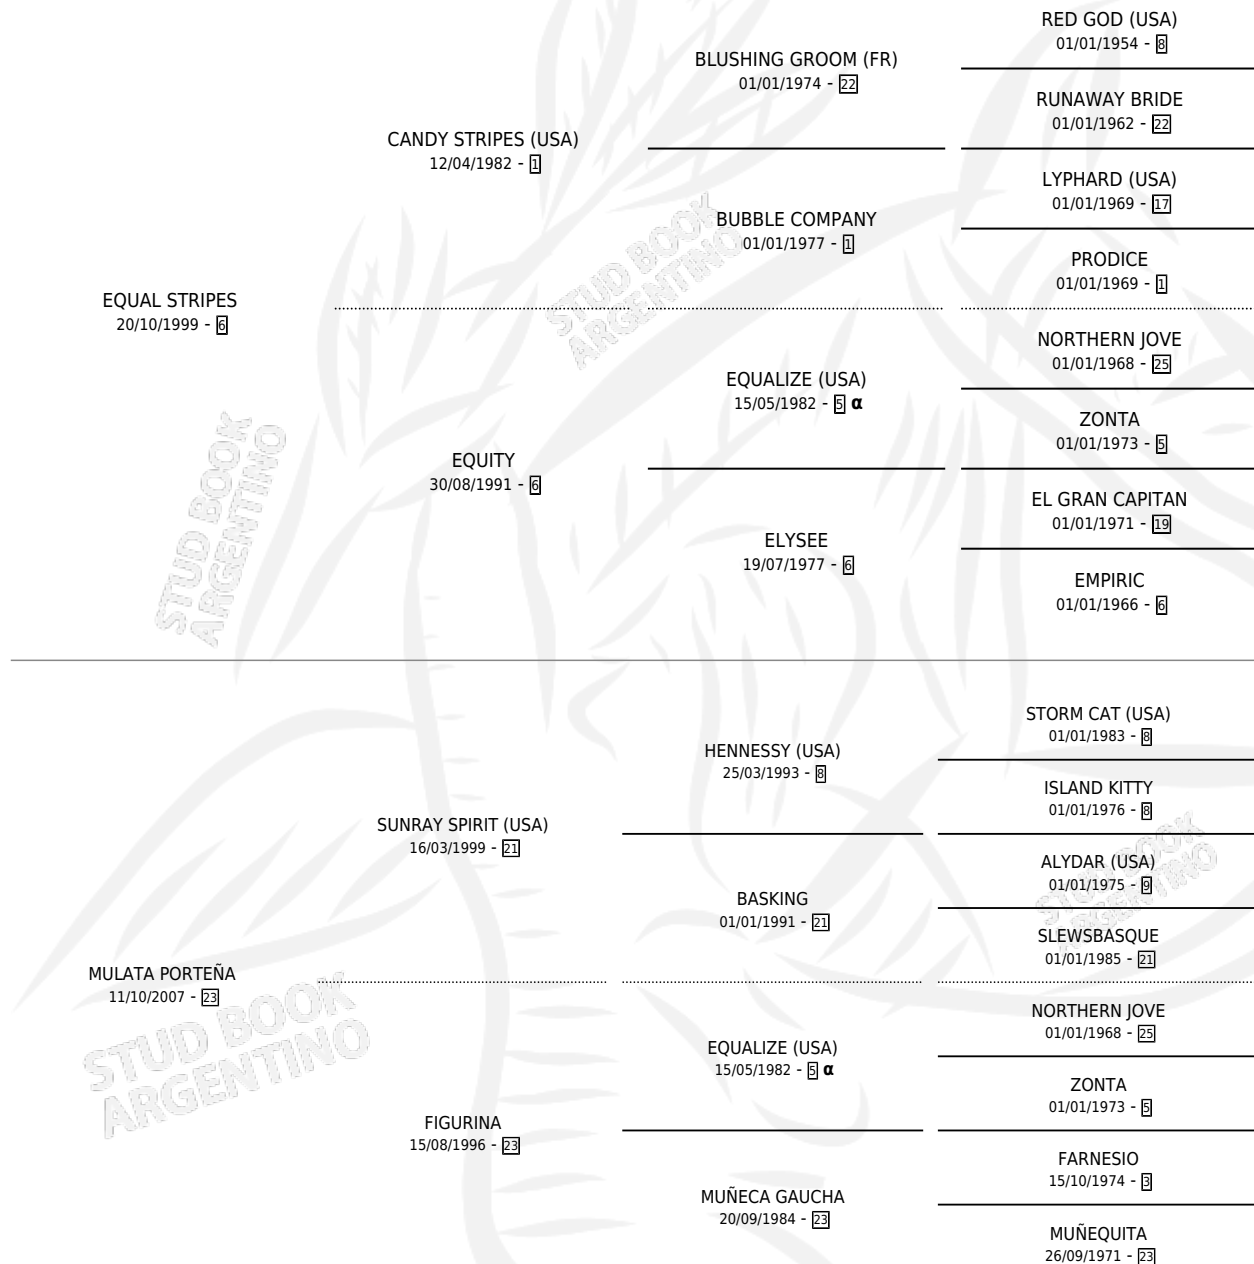 RED GOD (USA)
01/01/1954 - 8
BLUSHING GROOM (FR)
01/01/1974 - 22
RUNAWAY BRIDE
01/01/1962 - 22
CANDY STRIPES (USA)
12/04/1982 - 1
LYPHARD (USA)
01/01/1969 - 17
BUBBLE COMPANY
01/01/1977 - 1
PRODICE
01/01/1969 - 1
STUD BOOK
ARGENTINO
EQUAL STRIPES
20/10/1999 - 6
NORTHERN JOVE
01/01/1968 - 25
EQUALIZE (USA)
15/05/1982 - 5 α
ZONTA
01/01/1973 - 5
EQUITY
30/08/1991 - 6
EL GRAN CAPITAN
01/01/1971 - 19
ELYSEE
19/07/1977 - 6
EMPIRIC
01/01/1966 - 6
STUD BOOK
ARGENTINO
STORM CAT (USA)
01/01/1983 - 8
HENNESSY (USA)
25/03/1993 - 8
ISLAND KITTY
01/01/1976 - 8
SUNRAY SPIRIT (USA)
16/03/1999 - 21
ALYDAR (USA)
01/01/1975 - 9
STUD BOOK
ARGENTINO
BASKING
01/01/1991 - 21
SLEWSBASQUE
01/01/1985 - 21
MULATA PORTEÑA
11/10/2007 - 23
STUD BOOK
ARGENTINO
NORTHERN JOVE
01/01/1968 - 25
EQUALIZE (USA)
15/05/1982 - 5 α
ZONTA
01/01/1973 - 5
FIGURINA
15/08/1996 - 23
FARNESIO
15/10/1974 - 3
MUÑECA GAUCHA
20/09/1984 - 23
MUÑEQUITA
26/09/1971 - 23